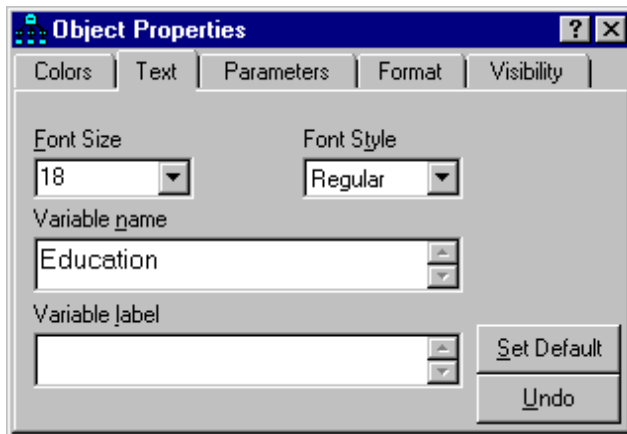 Object Properties ? X
Colors Text Parameters Format Visibility
Font Size Font Style
18 Regular
Variable name
Education
Variable label
Set Default
Undo